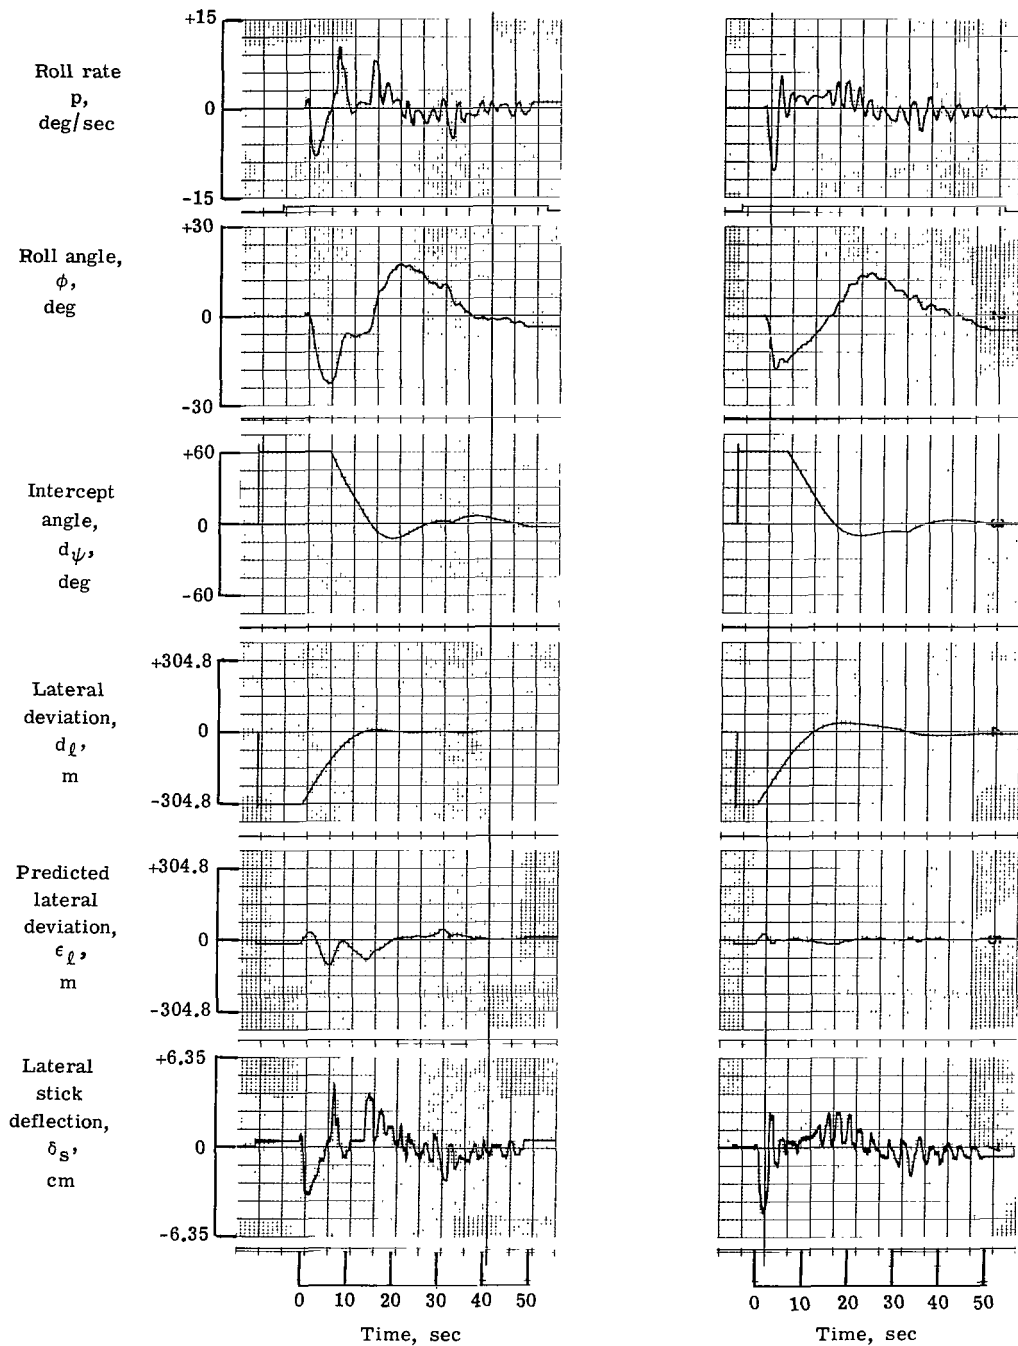 +15
Roll rate
p,
deg/sec
0
-15
+30
Roll angle,
ϕ,
deg
0
-30
+60
Intercept
angle,
dψ,
deg
0
-60
+304.8
Lateral
deviation,
dℓ,
m
0
-304.8
+304.8
Predicted
lateral
deviation,
ϵℓ,
m
0
-304.8
+6.35
Lateral
stick
deflection,
δs,
cm
0
-6.35
0 10 20 30 40 50
Time, sec
0 10 20 30 40 50
Time, sec